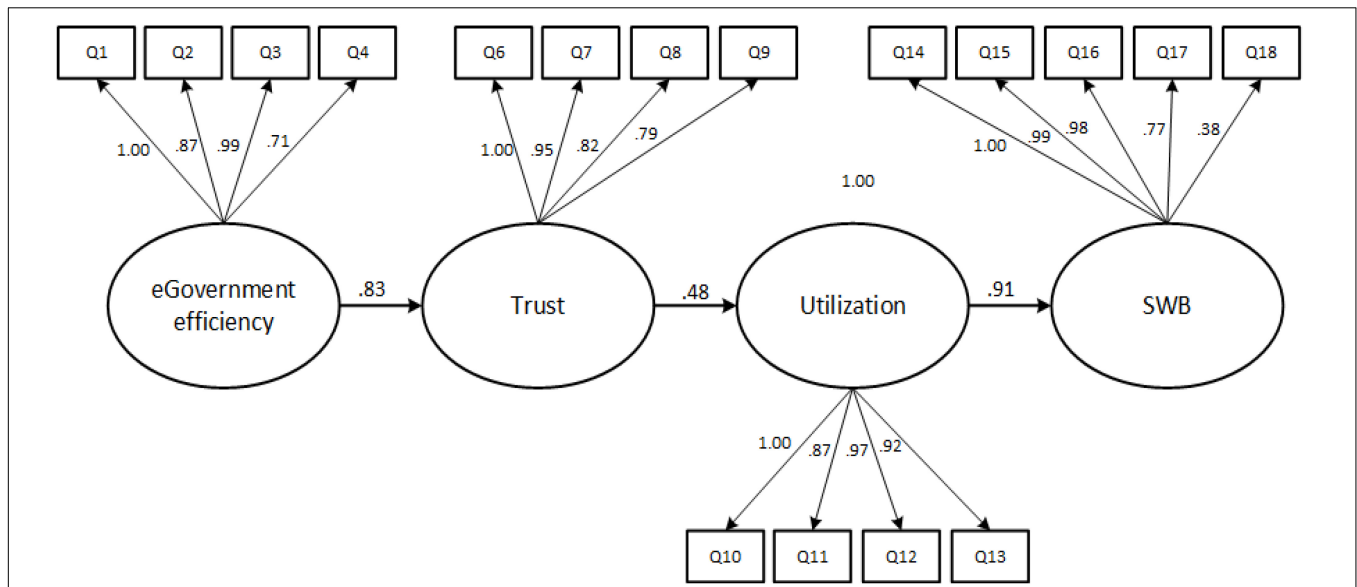 Q1 Q2 Q3 Q4 Q6 Q7 Q8 Q9 Q14 Q15 Q16 Q17 Q18
1.00 .87 .99 .71 1.00 .95 .82 .79 1.00 .99 .98 .77 .38
1.00
eGovernment
efficiency
.83
Trust
.48
Utilization
.91
SWB
1.00 .87 .97 .92
Q10 Q11 Q12 Q13